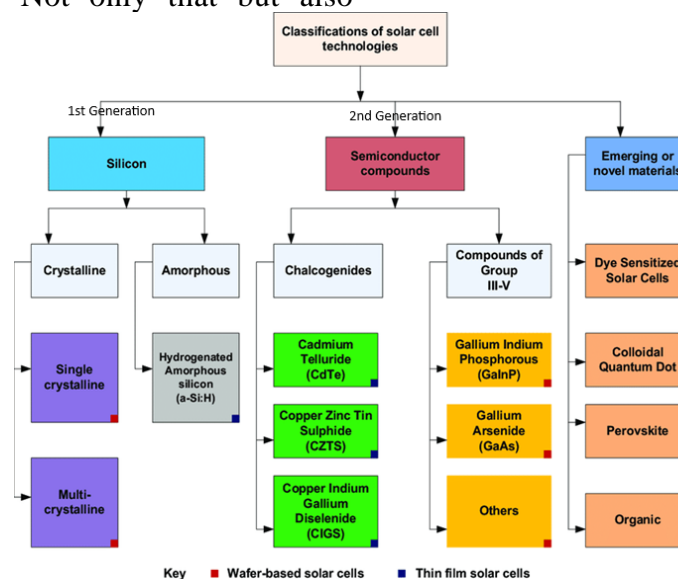 Not only that but also
Classifications of solar cell
technologies
1st Generation
2nd Generation
Silicon
Semiconductor
compounds
Emerging or
novel materials
Crystalline
Amorphous
Chalcogenides
Compounds of
Group
III-V
Dye Sensitized
Solar Cells
Single
crystalline
Hydrogenated
Amorphous
silicon
(a-Si:H)
Cadmium
Telluride
(CdTe)
Gallium Indium
Phosphorous
(GaInP)
Colloidal
Quantum Dot
Copper Zinc Tin
Sulphide
(CZTS)
Gallium
Arsenide
(GaAs)
Perovskite
Multi-
crystalline
Copper Indium
Gallium
Diselenide
(CIGS)
Others
Organic
Key Wafer-based solar cells Thin film solar cells